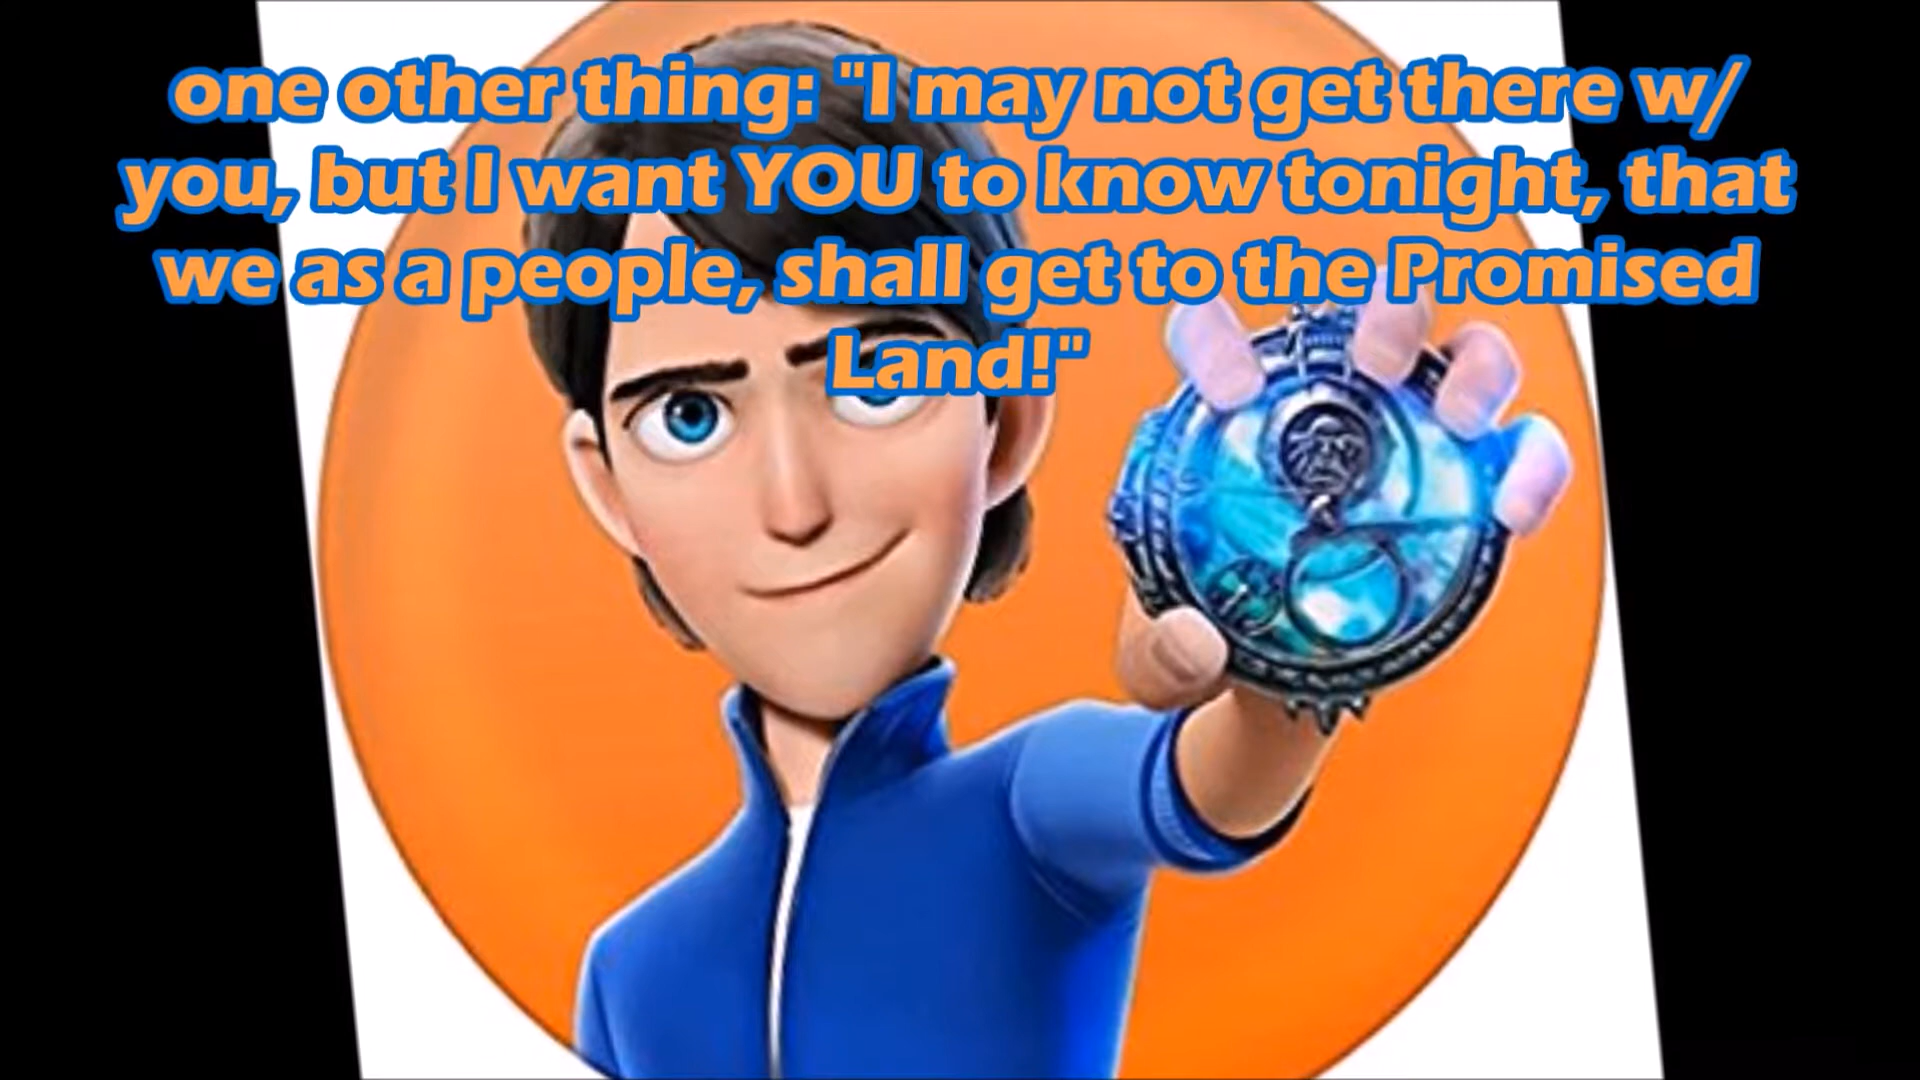 one other thing: "I may not get there w/
you, but I want YOU to know tonight, that
we as a people, shall get to the Promised
Land!"